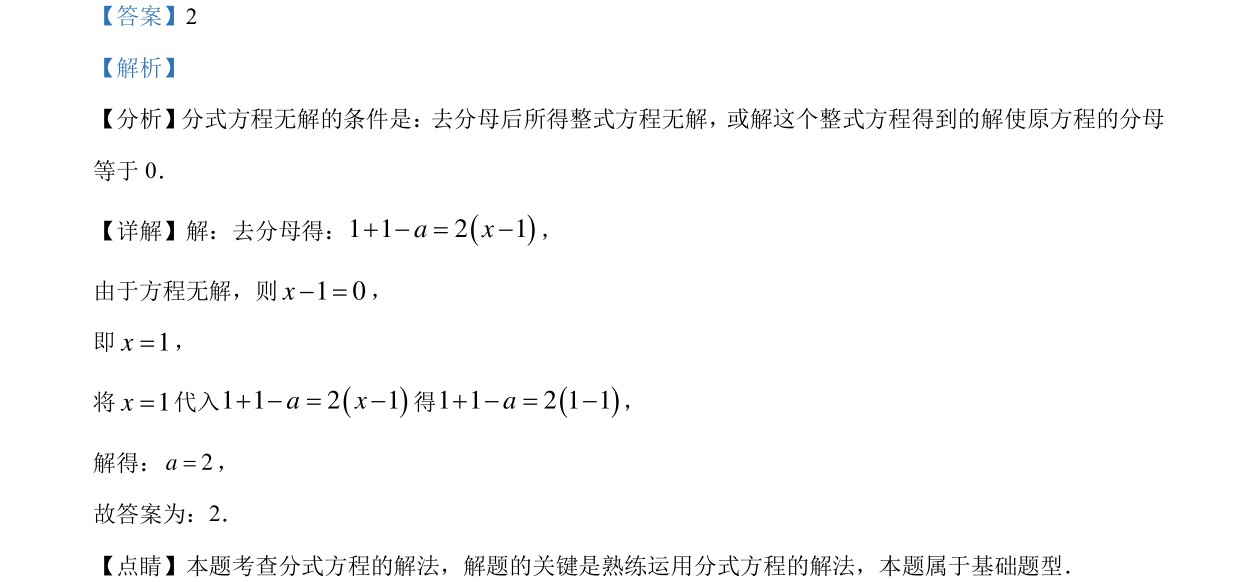 【答案】2
【解析】
【分析】分式方程无解的条件是：去分母后所得整式方程无解，或解这个整式方程得到的解使原方程的分母
等于 0．
【详解】解：去分母得：1+1−a=2(x−1)，
由于方程无解，则 x−1=0，
即 x=1，
将 x=1代入1+1−a=2(x−1)得1+1−a=2(1−1)，
解得：a=2，
故答案为：2．
【点睛】本题考查分式方程的解法，解题的关键是熟练运用分式方程的解法，本题属于基础题型．